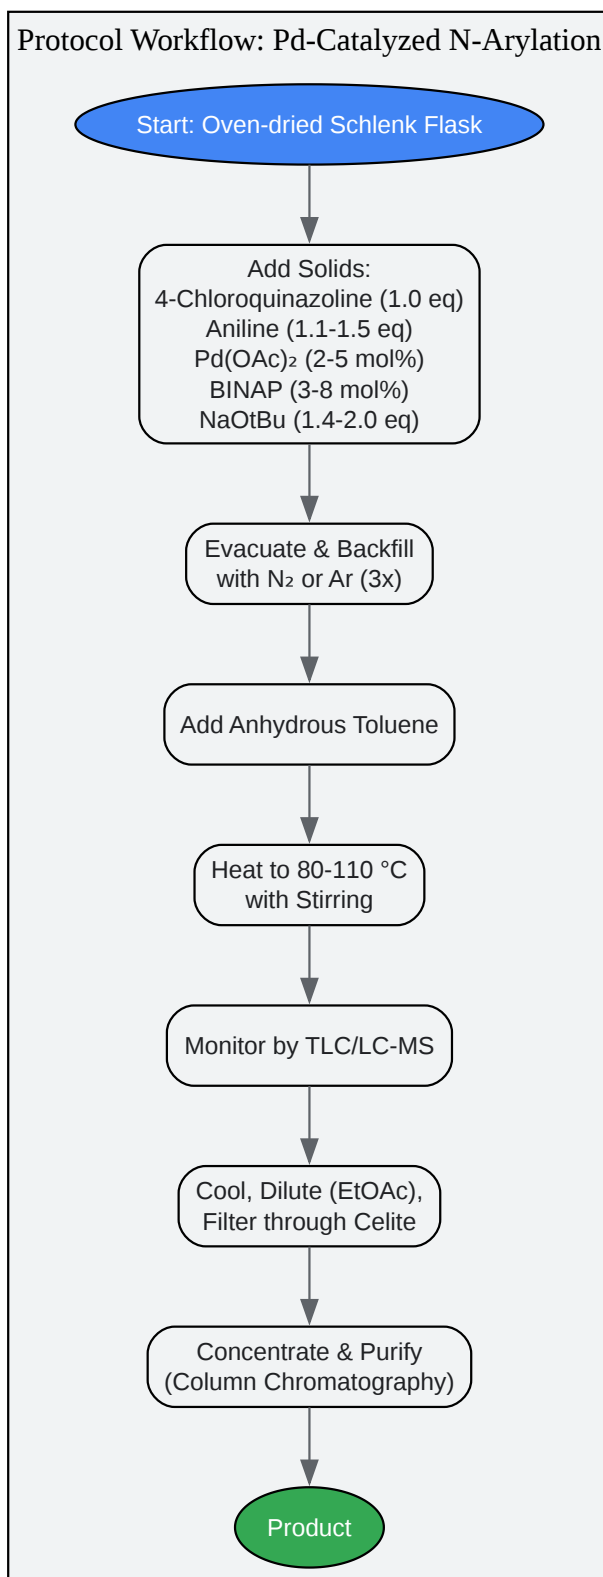 Protocol Workflow: Pd-Catalyzed N-Arylation
Start: Oven-dried Schlenk Flask
Add Solids:
4-Chloroquinazoline (1.0 eq)
Aniline (1.1-1.5 eq)
Pd(OAc)₂ (2-5 mol%)
BINAP (3-8 mol%)
NaOtBu (1.4-2.0 eq)
Evacuate & Backfill
with N₂ or Ar (3x)
Add Anhydrous Toluene
Heat to 80-110 °C
with Stirring
Monitor by TLC/LC-MS
Cool, Dilute (EtOAc),
Filter through Celite
Concentrate & Purify
(Column Chromatography)
Product